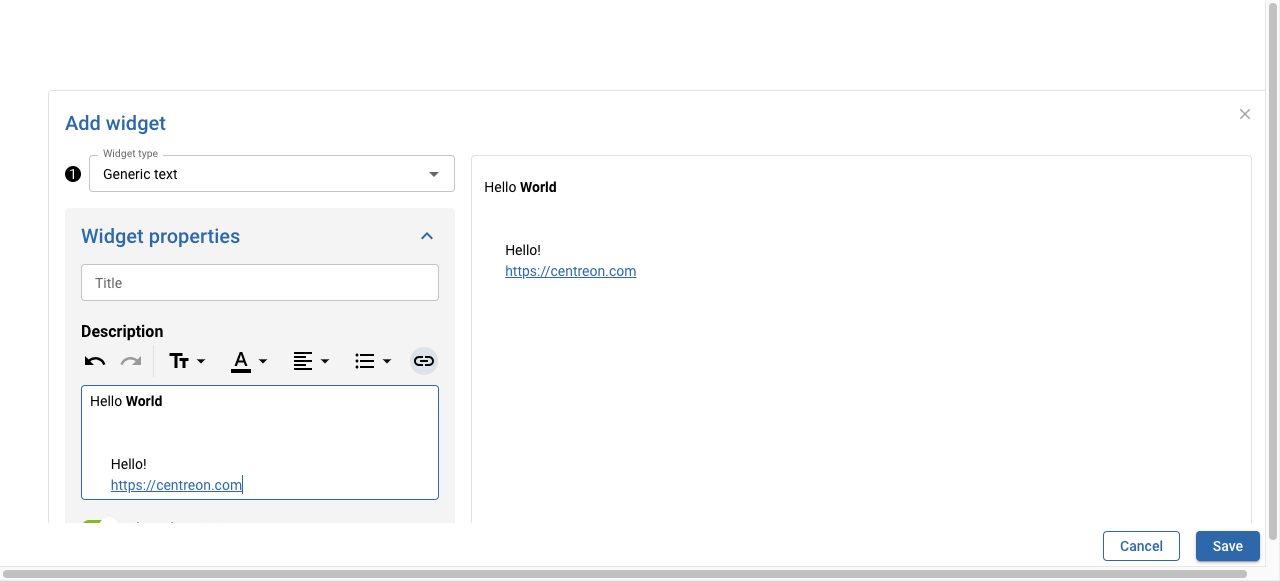 Add widget
Widget type
1 Generic text
Widget properties
Title
Description
Tt A
Hello World
Hello!
https://centreon.com
Hello World
Hello!
https://centreon.com
Cancel Save